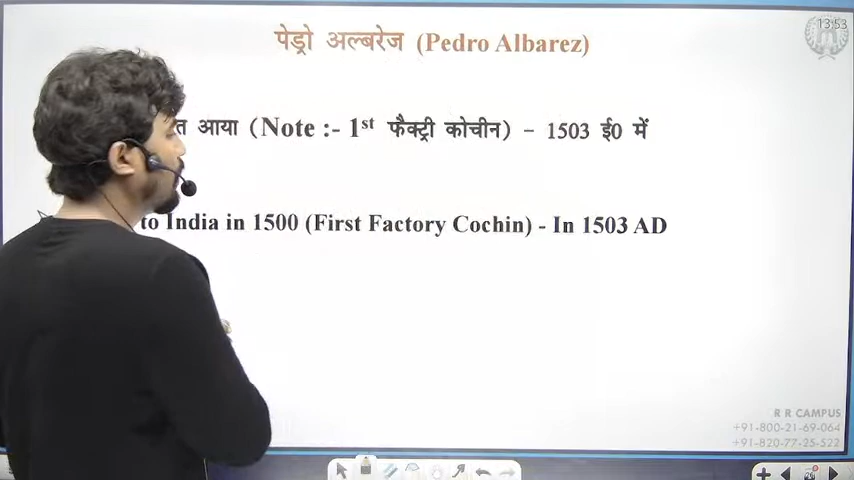 13:53
पेड्रो अल्बरेज (Pedro Albarez)
आया (Note :- 1st फैक्ट्री कोचीन) - 1503 ई0 में
to India in 1500 (First Factory Cochin) - In 1503 AD
R R CAMPUS
+91-800-21-69-064
+91-820-77-25-522